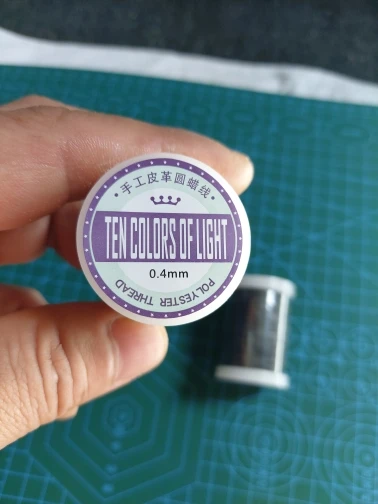 手工皮革圆蜡线
TEN COLORS OF LIGHT
0.4mm
POLYESTER THREAD